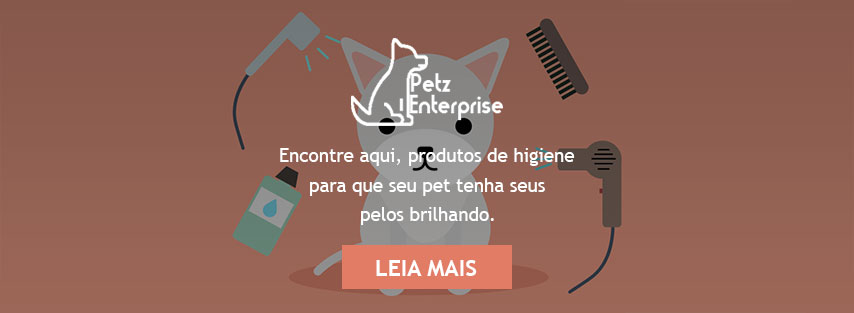 Petz
Enterprise
Encontre aqui, produtos de higiene
para que seu pet tenha seus
pelos brilhando.
LEIA MAIS